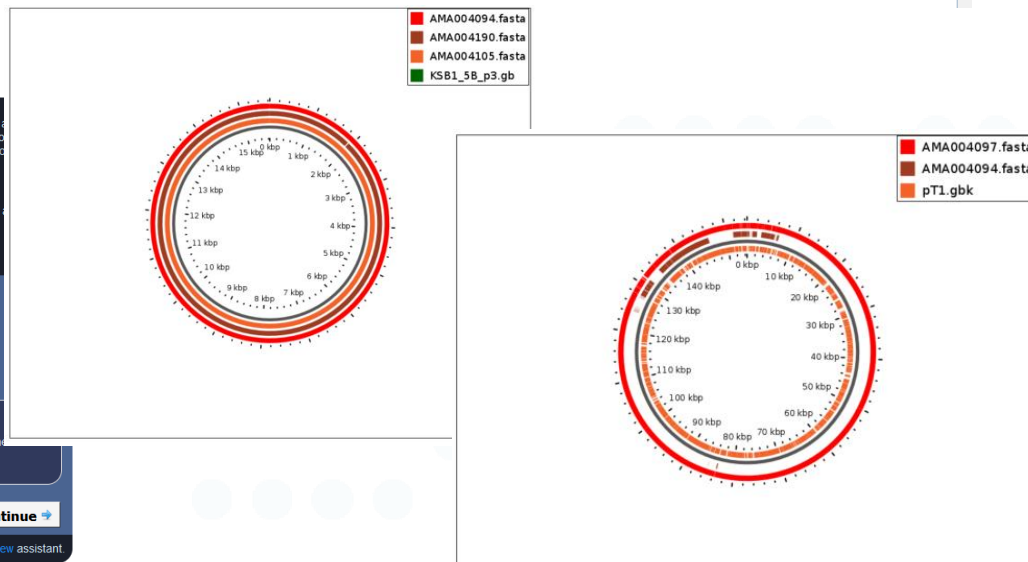 AMA004094.fasta
AMA004190.fasta
AMA004105.fasta
KSB1_5B_p3.gb
0 kbp
1 kbp
2 kbp
3 kbp
4 kbp
5 kbp
6 kbp
7 kbp
8 kbp
9 kbp
10 kbp
11 kbp
12 kbp
13 kbp
14 kbp
15 kbp
AMA004097.fasta
AMA004094.fasta
pT1.gbk
0 kbp
10 kbp
20 kbp
30 kbp
40 kbp
50 kbp
60 kbp
70 kbp
80 kbp
90 kbp
100 kbp
110 kbp
120 kbp
130 kbp
140 kbp
tinue
ew assistant.